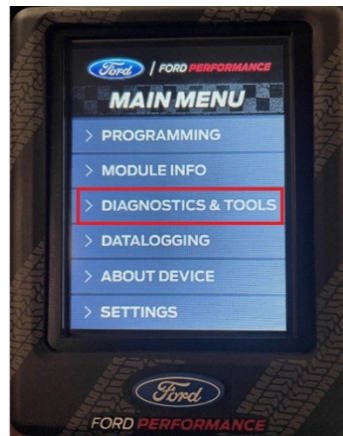 Ford | FORD PERFORMANCE
MAIN MENU
> PROGRAMMING
> MODULE INFO
> DIAGNOSTICS & TOOLS
> DATALOGGING
> ABOUT DEVICE
> SETTINGS
Ford
FORD PERFORMANCE